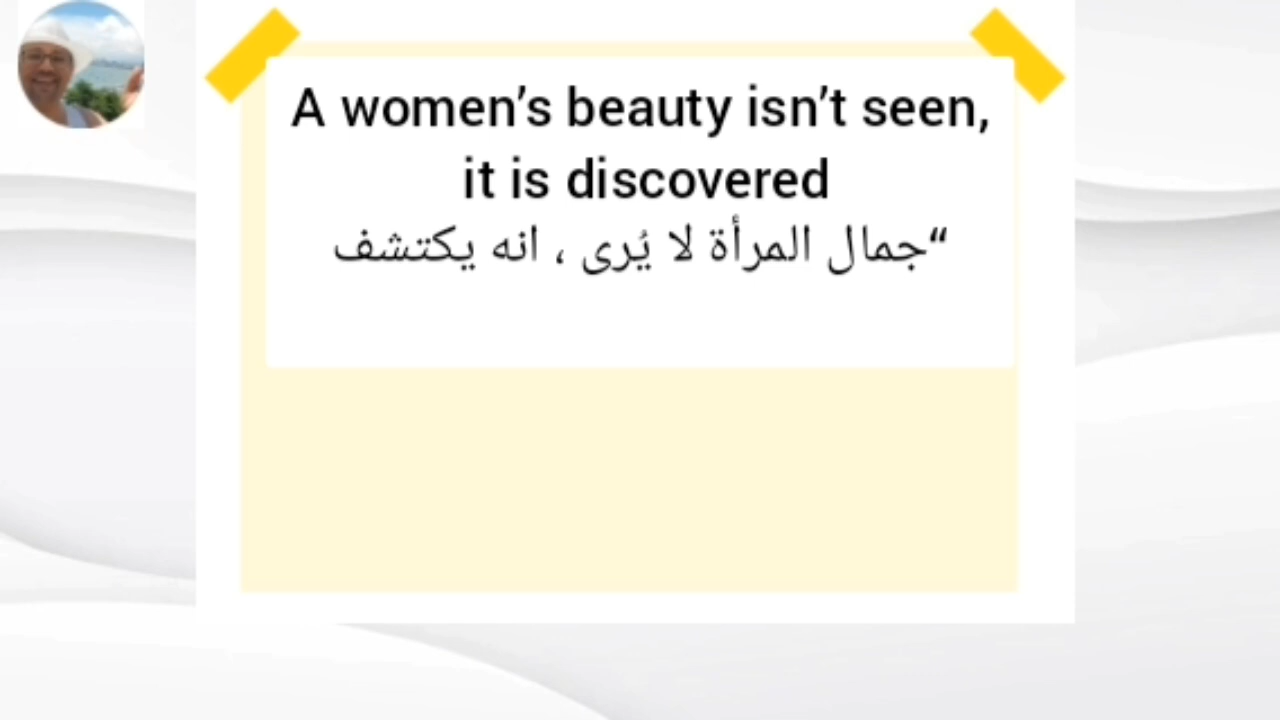 A women’s beauty isn’t seen,
it is discovered
“جمال المرأة لا يُرى ، انه يكتشف